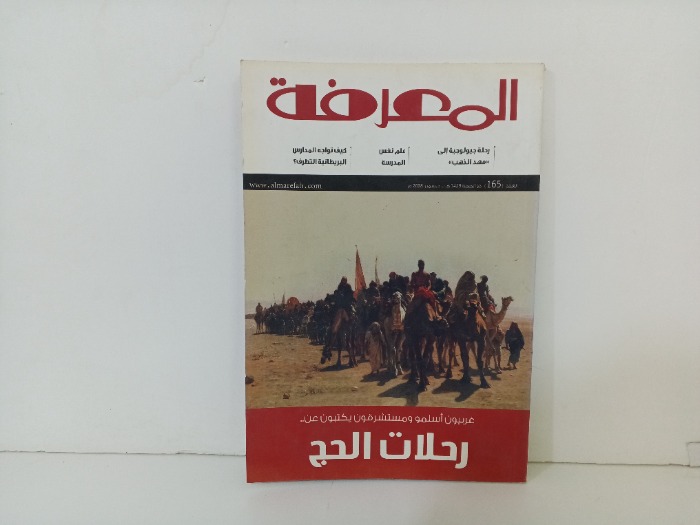 المعرفة
رحلة جيولوجية إلى
«مهد الذهب»
علم نفس
المدرسة
كيف تواجه المدارس
البريطانية التطرف؟
www.almarefah.com
العدد (165)
غربيون أسلمو ومستشرقون يكتبون عن..
رحلات الحج